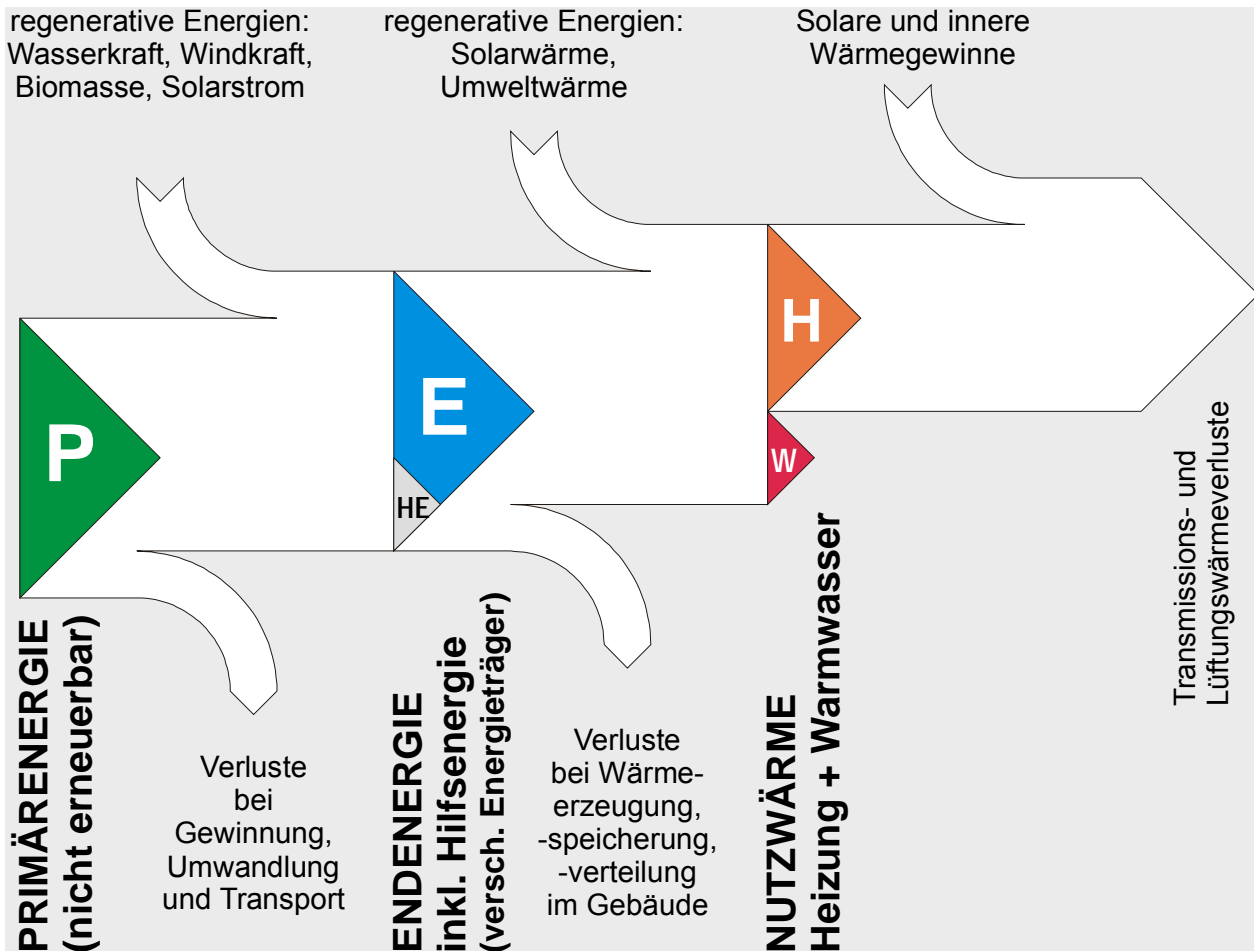 regenerative Energien:
Wasserkraft, Windkraft,
Biomasse, Solarstrom
regenerative Energien:
Solarwärme,
Umweltwärme
Solare und innere
Wärmegewinne
P
E
HE
H
W
PRIMÄRENERGIE
(nicht erneuerbar)
Verluste
bei
Gewinnung,
Umwandlung
und Transport
ENDENERGIE
inkl. Hilfsenergie
(versch. Energieträger)
Verluste
bei Wärme-
erzeugung,
-speicherung,
-verteilung
im Gebäude
NUTZWÄRME
Heizung + Warmwasser
Transmissions- und
Lüftungswärmeverluste